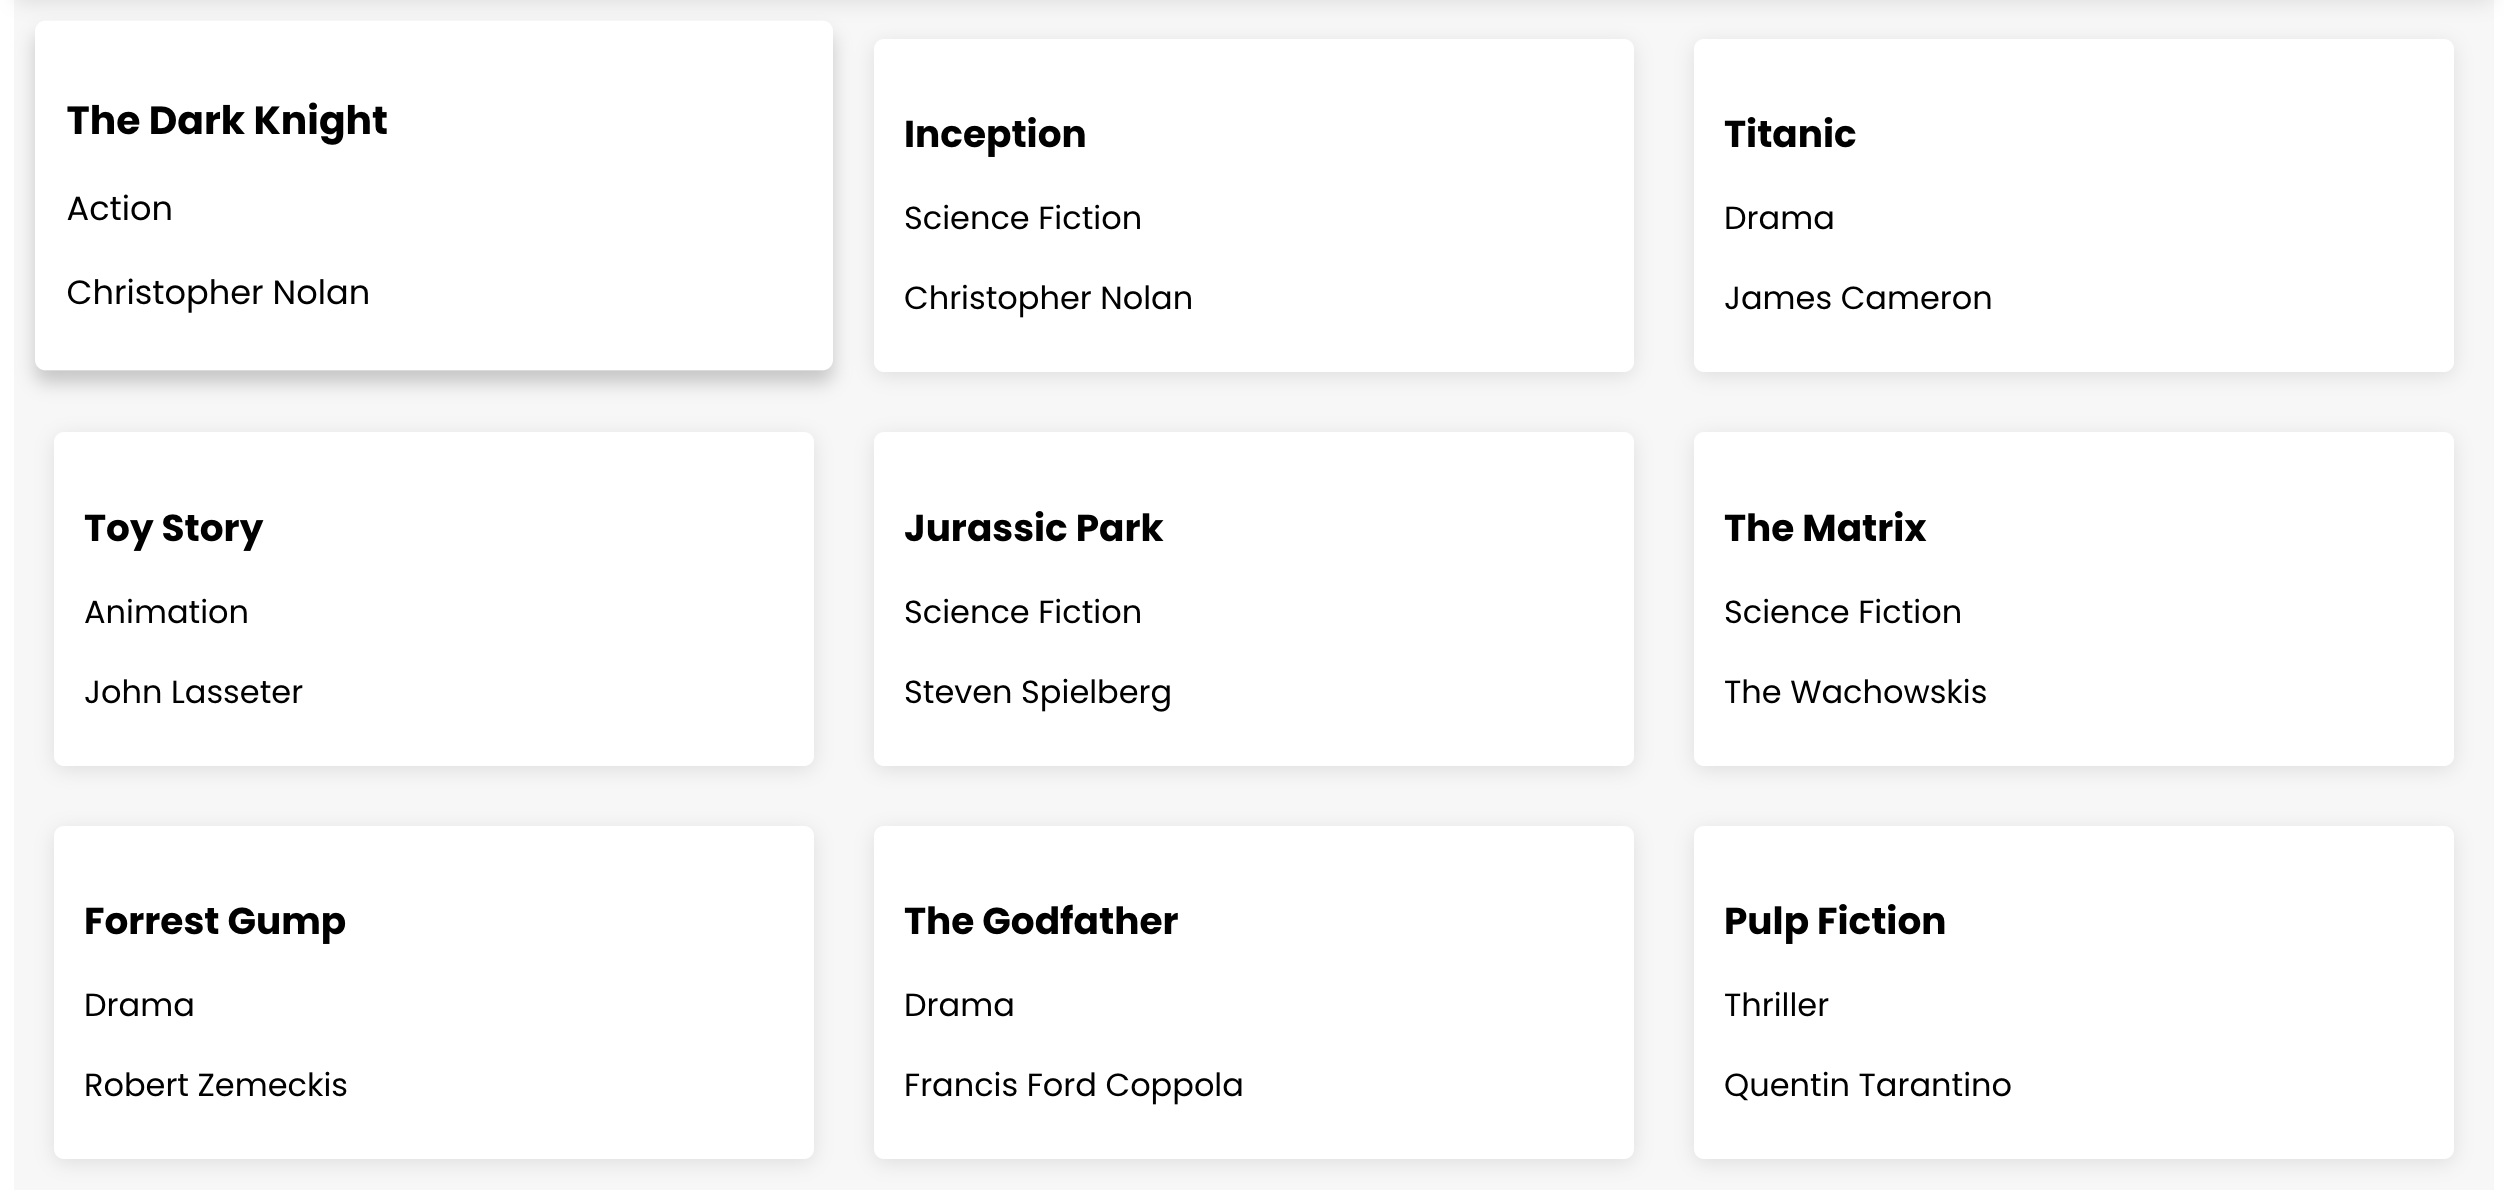 The Dark Knight
Action
Christopher Nolan
Inception
Science Fiction
Christopher Nolan
Titanic
Drama
James Cameron
Toy Story
Animation
John Lasseter
Jurassic Park
Science Fiction
Steven Spielberg
The Matrix
Science Fiction
The Wachowskis
Forrest Gump
Drama
Robert Zemeckis
The Godfather
Drama
Francis Ford Coppola
Pulp Fiction
Thriller
Quentin Tarantino